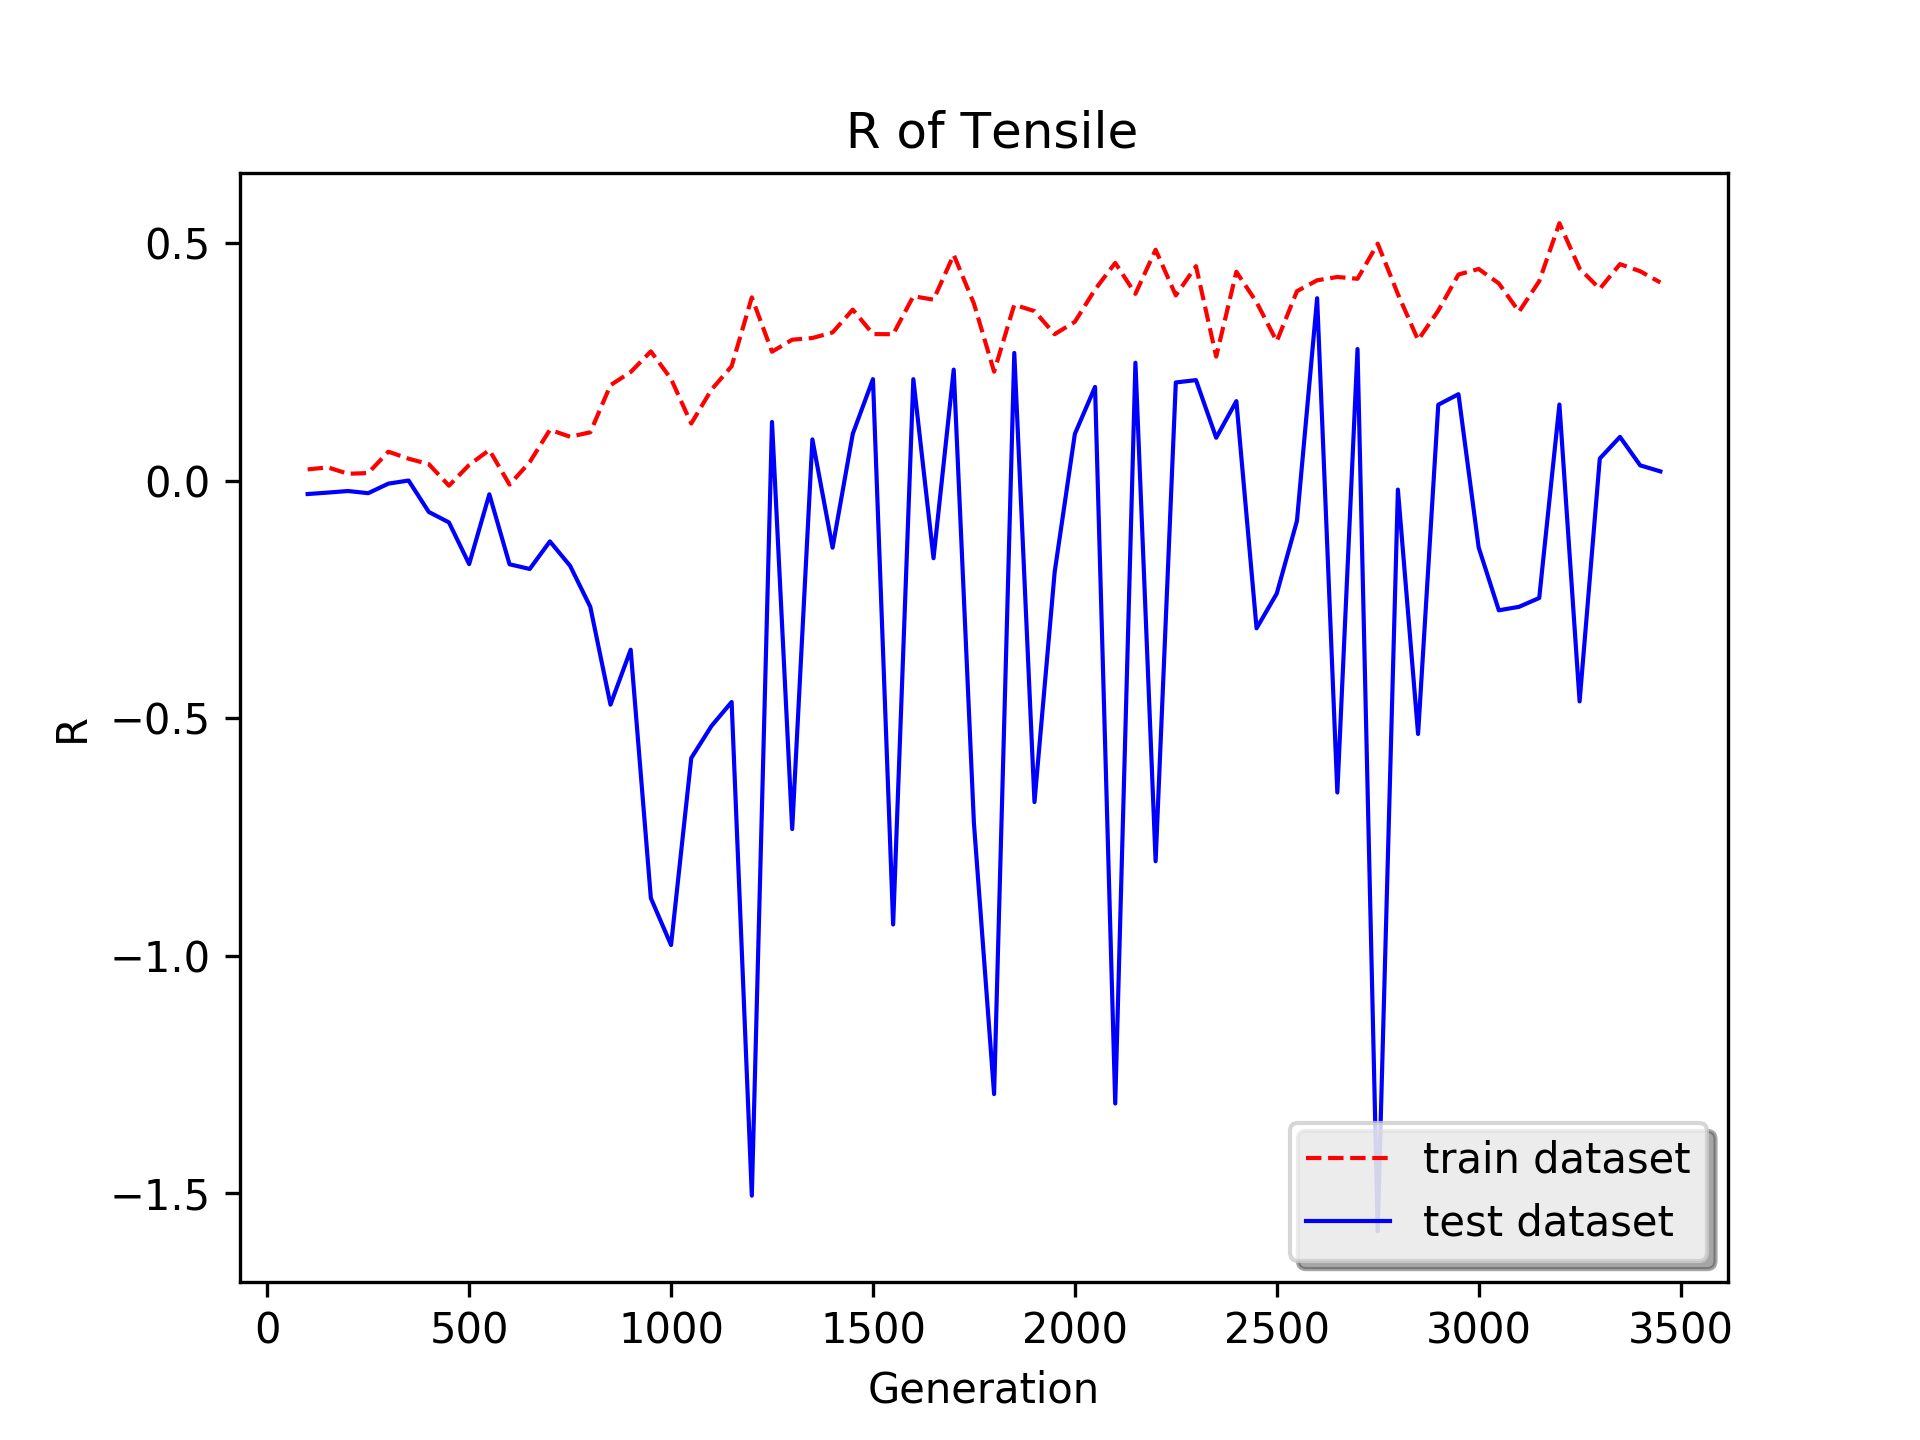 R of Tensile
0.5
0.0
−0.5
−1.0
−1.5
R
train dataset
test dataset
0 500 1000 1500 2000 2500 3000 3500
Generation